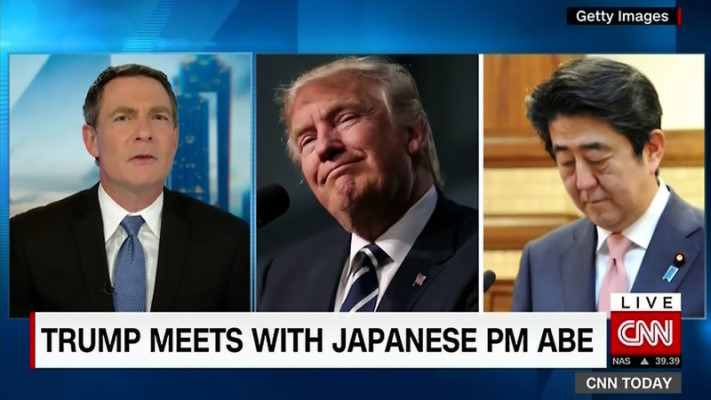 Getty Images
LIVE
TRUMP MEETS WITH JAPANESE PM ABE
CNN
NAS ▲ 39.39
CNN TODAY